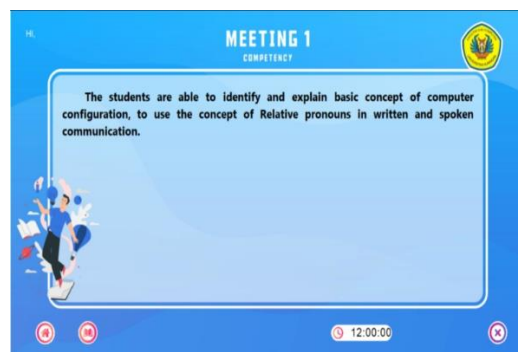 Hi,
MEETING 1
COMPETENCY
The students are able to identify and explain basic concept of computer
configuration, to use the concept of Relative pronouns in written and spoken
communication.
12:00:00